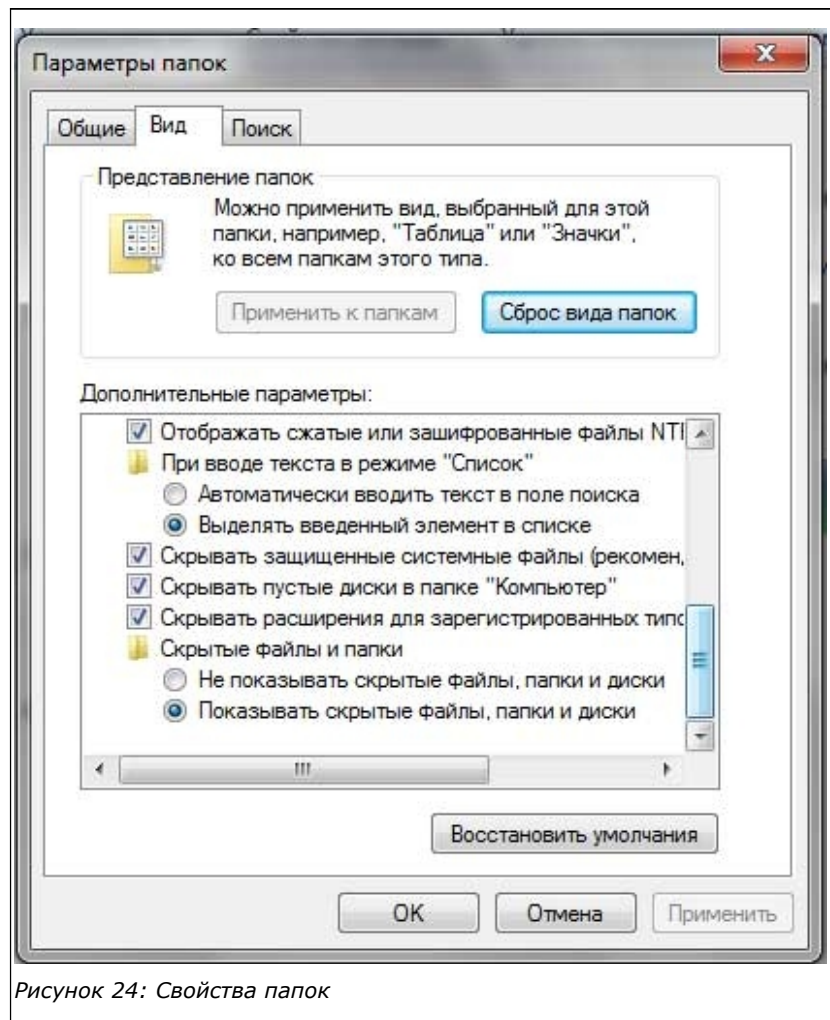 Параметры папок
Общие
Вид
Поиск
Представление папок
Можно применить вид, выбранный для этой
папки, например, "Таблица" или "Значки",
ко всем папкам этого типа.
Применить к папкам
Сброс вида папок
Дополнительные параметры:
Отображать сжатые или зашифрованные файлы NTI
При вводе текста в режиме "Список"
Автоматически вводить текст в поле поиска
Выделять введенный элемент в списке
Скрывать защищенные системные файлы (рекомен,
Скрывать пустые диски в папке "Компьютер"
Скрывать расширения для зарегистрированных типс
Скрытые файлы и папки
Не показывать скрытые файлы, папки и диски
Показывать скрытые файлы, папки и диски
Восстановить умолчания
ОК
Отмена
Применить
Рисунок 24: Свойства папок